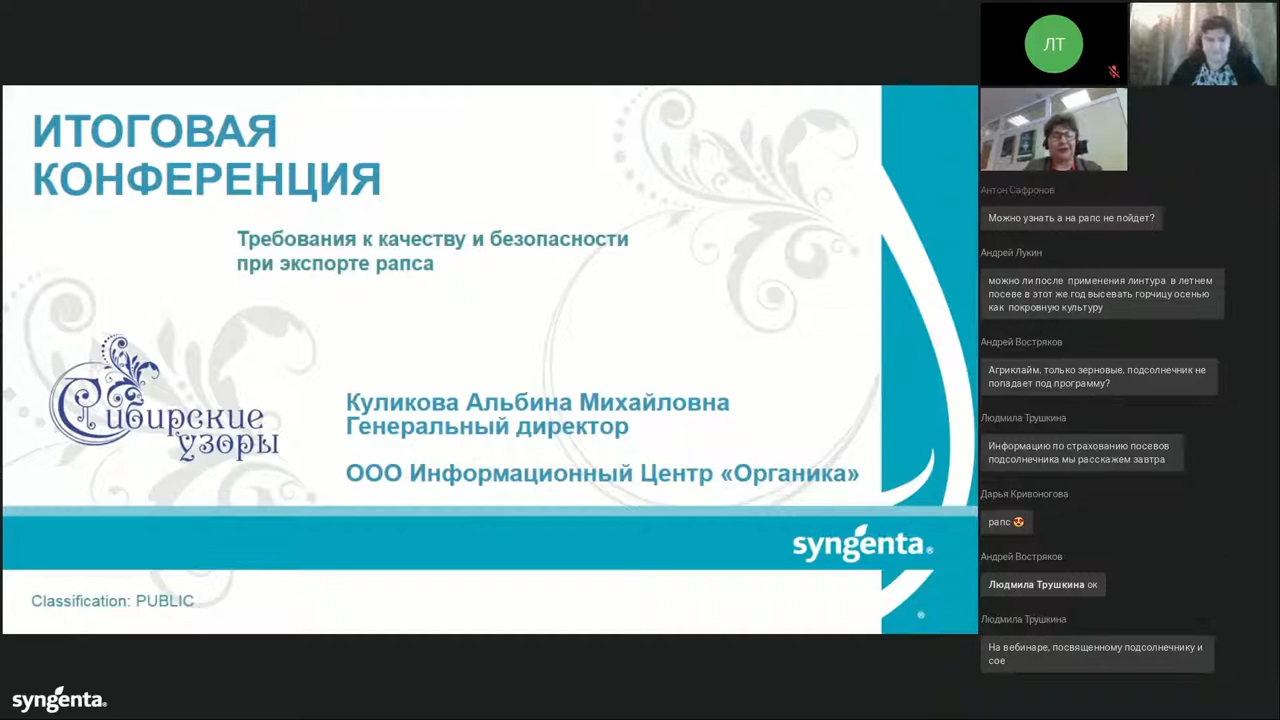 ИТОГОВАЯ
КОНФЕРЕНЦИЯ
Требования к качеству и безопасности
при экспорте рапса
Сибирские
узоры
Куликова Альбина Михайловна
Генеральный директор
ООО Информационный Центр «Органика»
syngenta®
Classification: PUBLIC
®
syngenta®
ЛТ
Антон Сафронов
Можно узнать а на рапс не пойдет?
Андрей Лукин
можно ли после применения линтура в летнем
посеве в этот же год высевать горчицу осенью
как покровную культуру
Андрей Востряков
Агриклайм, только зерновые, подсолнечник не
попадает под программу?
Людмила Трушкина
Информацию по страхованию посевов
подсолнечника мы расскажем завтра
Дарья Кривоногова
рапс 😍
Андрей Востряков
Людмила Трушкина ок
Людмила Трушкина
На вебинаре, посвященному подсолнечнику и
сое